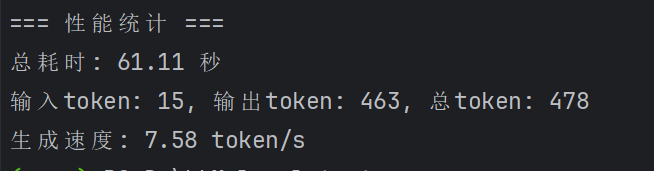 === 性能统计 ===
总耗时: 61.11 秒
输入token: 15, 输出token: 463, 总token: 478
生成速度: 7.58 token/s